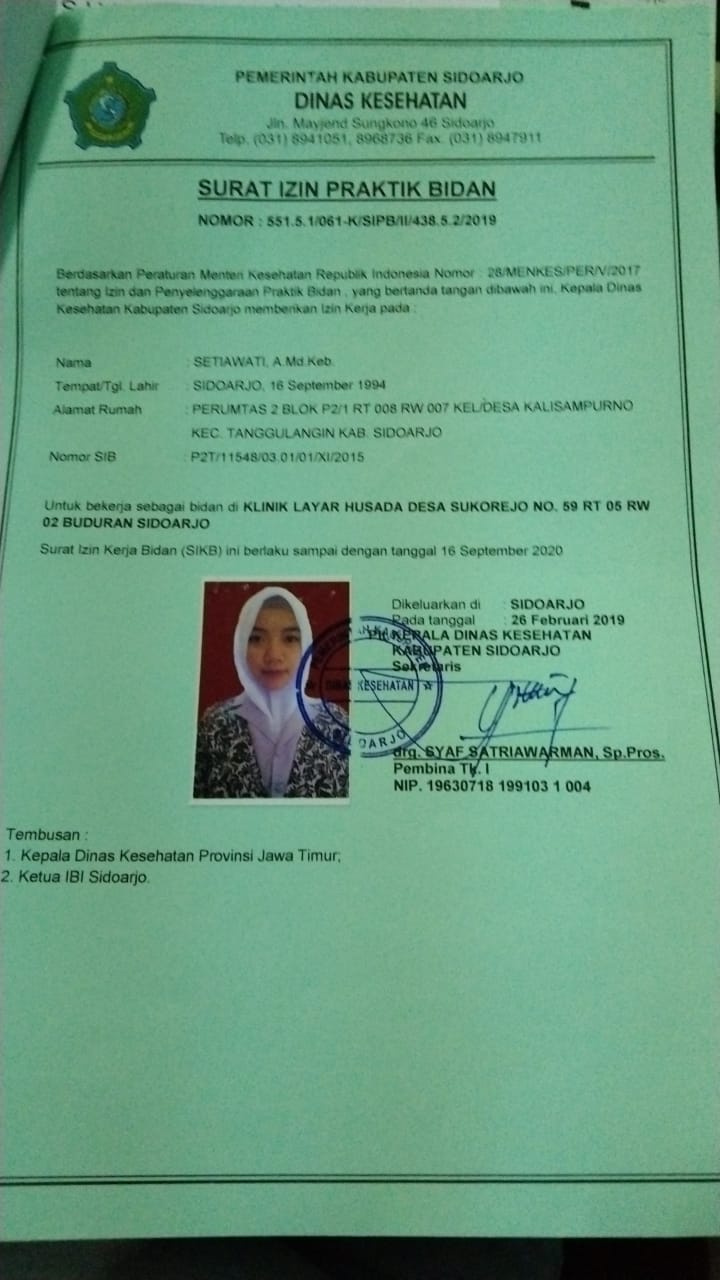 PEMERINTAH KABUPATEN SIDOARJO
DINAS KESEHATAN
Jln. Mayjend Sungkono 46 Sidoarjo
Telp. (031) 8941051, 8968736 Fax. (031) 8947911
SURAT IZIN PRAKTIK BIDAN
NOMOR : 551.5.1/061-K/SIPB/II/438.5.2/2019
Berdasarkan Peraturan Menteri Kesehatan Republik Indonesia Nomor : 28/MENKES/PER/V/2017
tentang Izin dan Penyelenggaraan Praktik Bidan , yang bertanda tangan dibawah ini, Kepala Dinas
Kesehatan Kabupaten Sidoarjo memberikan Izin Kerja pada :
Nama : SETIAWATI, A.Md.Keb.
Tempat/Tgl. Lahir : SIDOARJO, 16 September 1994
Alamat Rumah : PERUMTAS 2 BLOK P2/1 RT 008 RW 007 KEL/DESA KALISAMPURNO
KEC. TANGGULANGIN KAB. SIDOARJO
Nomor SIB : P2T/11548/03.01/01/XI/2015
Untuk bekerja sebagai bidan di KLINIK LAYAR HUSADA DESA SUKOREJO NO. 59 RT 05 RW
02 BUDURAN SIDOARJO
Surat Izin Kerja Bidan (SIKB) ini berlaku sampai dengan tanggal 16 September 2020
Dikeluarkan di : SIDOARJO
Pada tanggal : 26 Februari 2019
KEPALA DINAS KESEHATAN
KABUPATEN SIDOARJO
Sekretaris
DINAS KESEHATAN
SIDOARJO
drg. SYAF SATRIAWARMAN, Sp.Pros.
Pembina Tk. I
NIP. 19630718 199103 1 004
Tembusan :
1. Kepala Dinas Kesehatan Provinsi Jawa Timur;
2. Ketua IBI Sidoarjo.